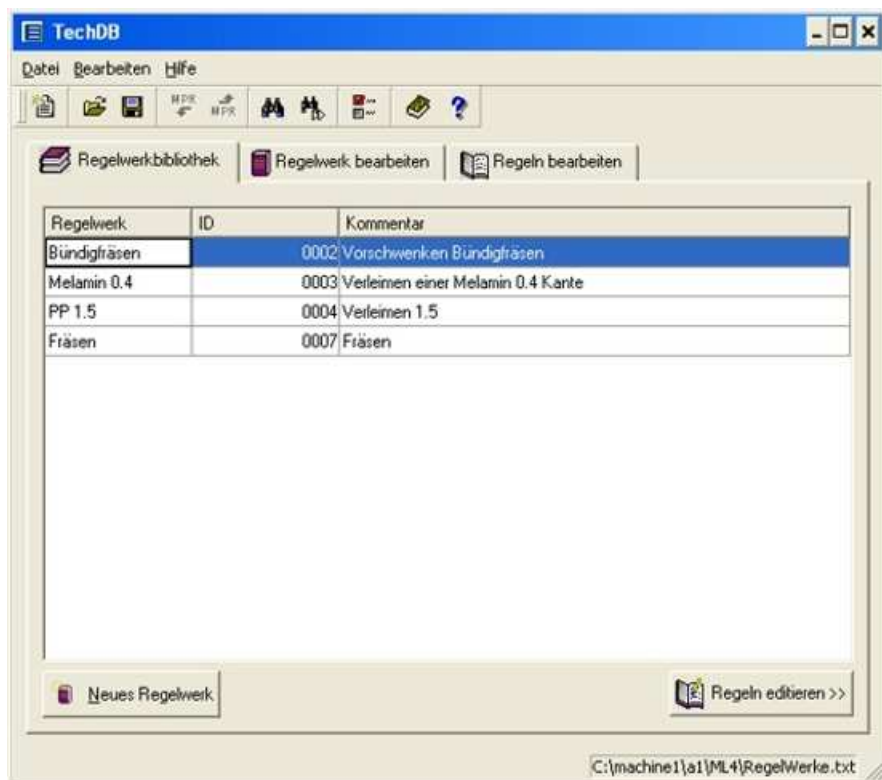 TechDB
Datei Bearbeiten Hilfe
MPR MPR
Regelwerkbibliothek Regelwerk bearbeiten Regeln bearbeiten
Regelwerk ID Kommentar
Bündigfräsen 0002 Vorschwenken Bündigfräsen
Melamin 0.4 0003 Verleimen einer Melamin 0.4 Kante
PP 1.5 0004 Verleimen 1.5
Fräsen 0007 Fräsen
Neues Regelwerk Regeln editieren >>
C:\machine1\a1\ML4\RegelWerke.txt